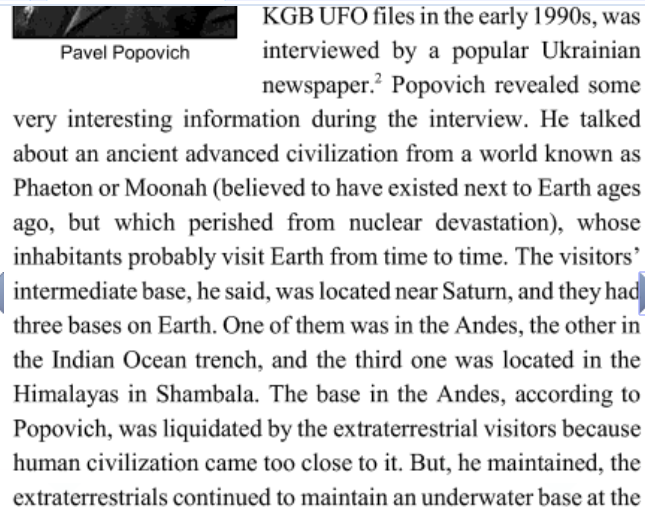 KGB UFO files in the early 1990s, was
Pavel Popovich
interviewed by a popular Ukrainian
newspaper.² Popovich revealed some
very interesting information during the interview. He talked
about an ancient advanced civilization from a world known as
Phaeton or Moonah (believed to have existed next to Earth ages
ago, but which perished from nuclear devastation), whose
inhabitants probably visit Earth from time to time. The visitors’
intermediate base, he said, was located near Saturn, and they had
three bases on Earth. One of them was in the Andes, the other in
the Indian Ocean trench, and the third one was located in the
Himalayas in Shambala. The base in the Andes, according to
Popovich, was liquidated by the extraterrestrial visitors because
human civilization came too close to it. But, he maintained, the
extraterrestrials continued to maintain an underwater base at the